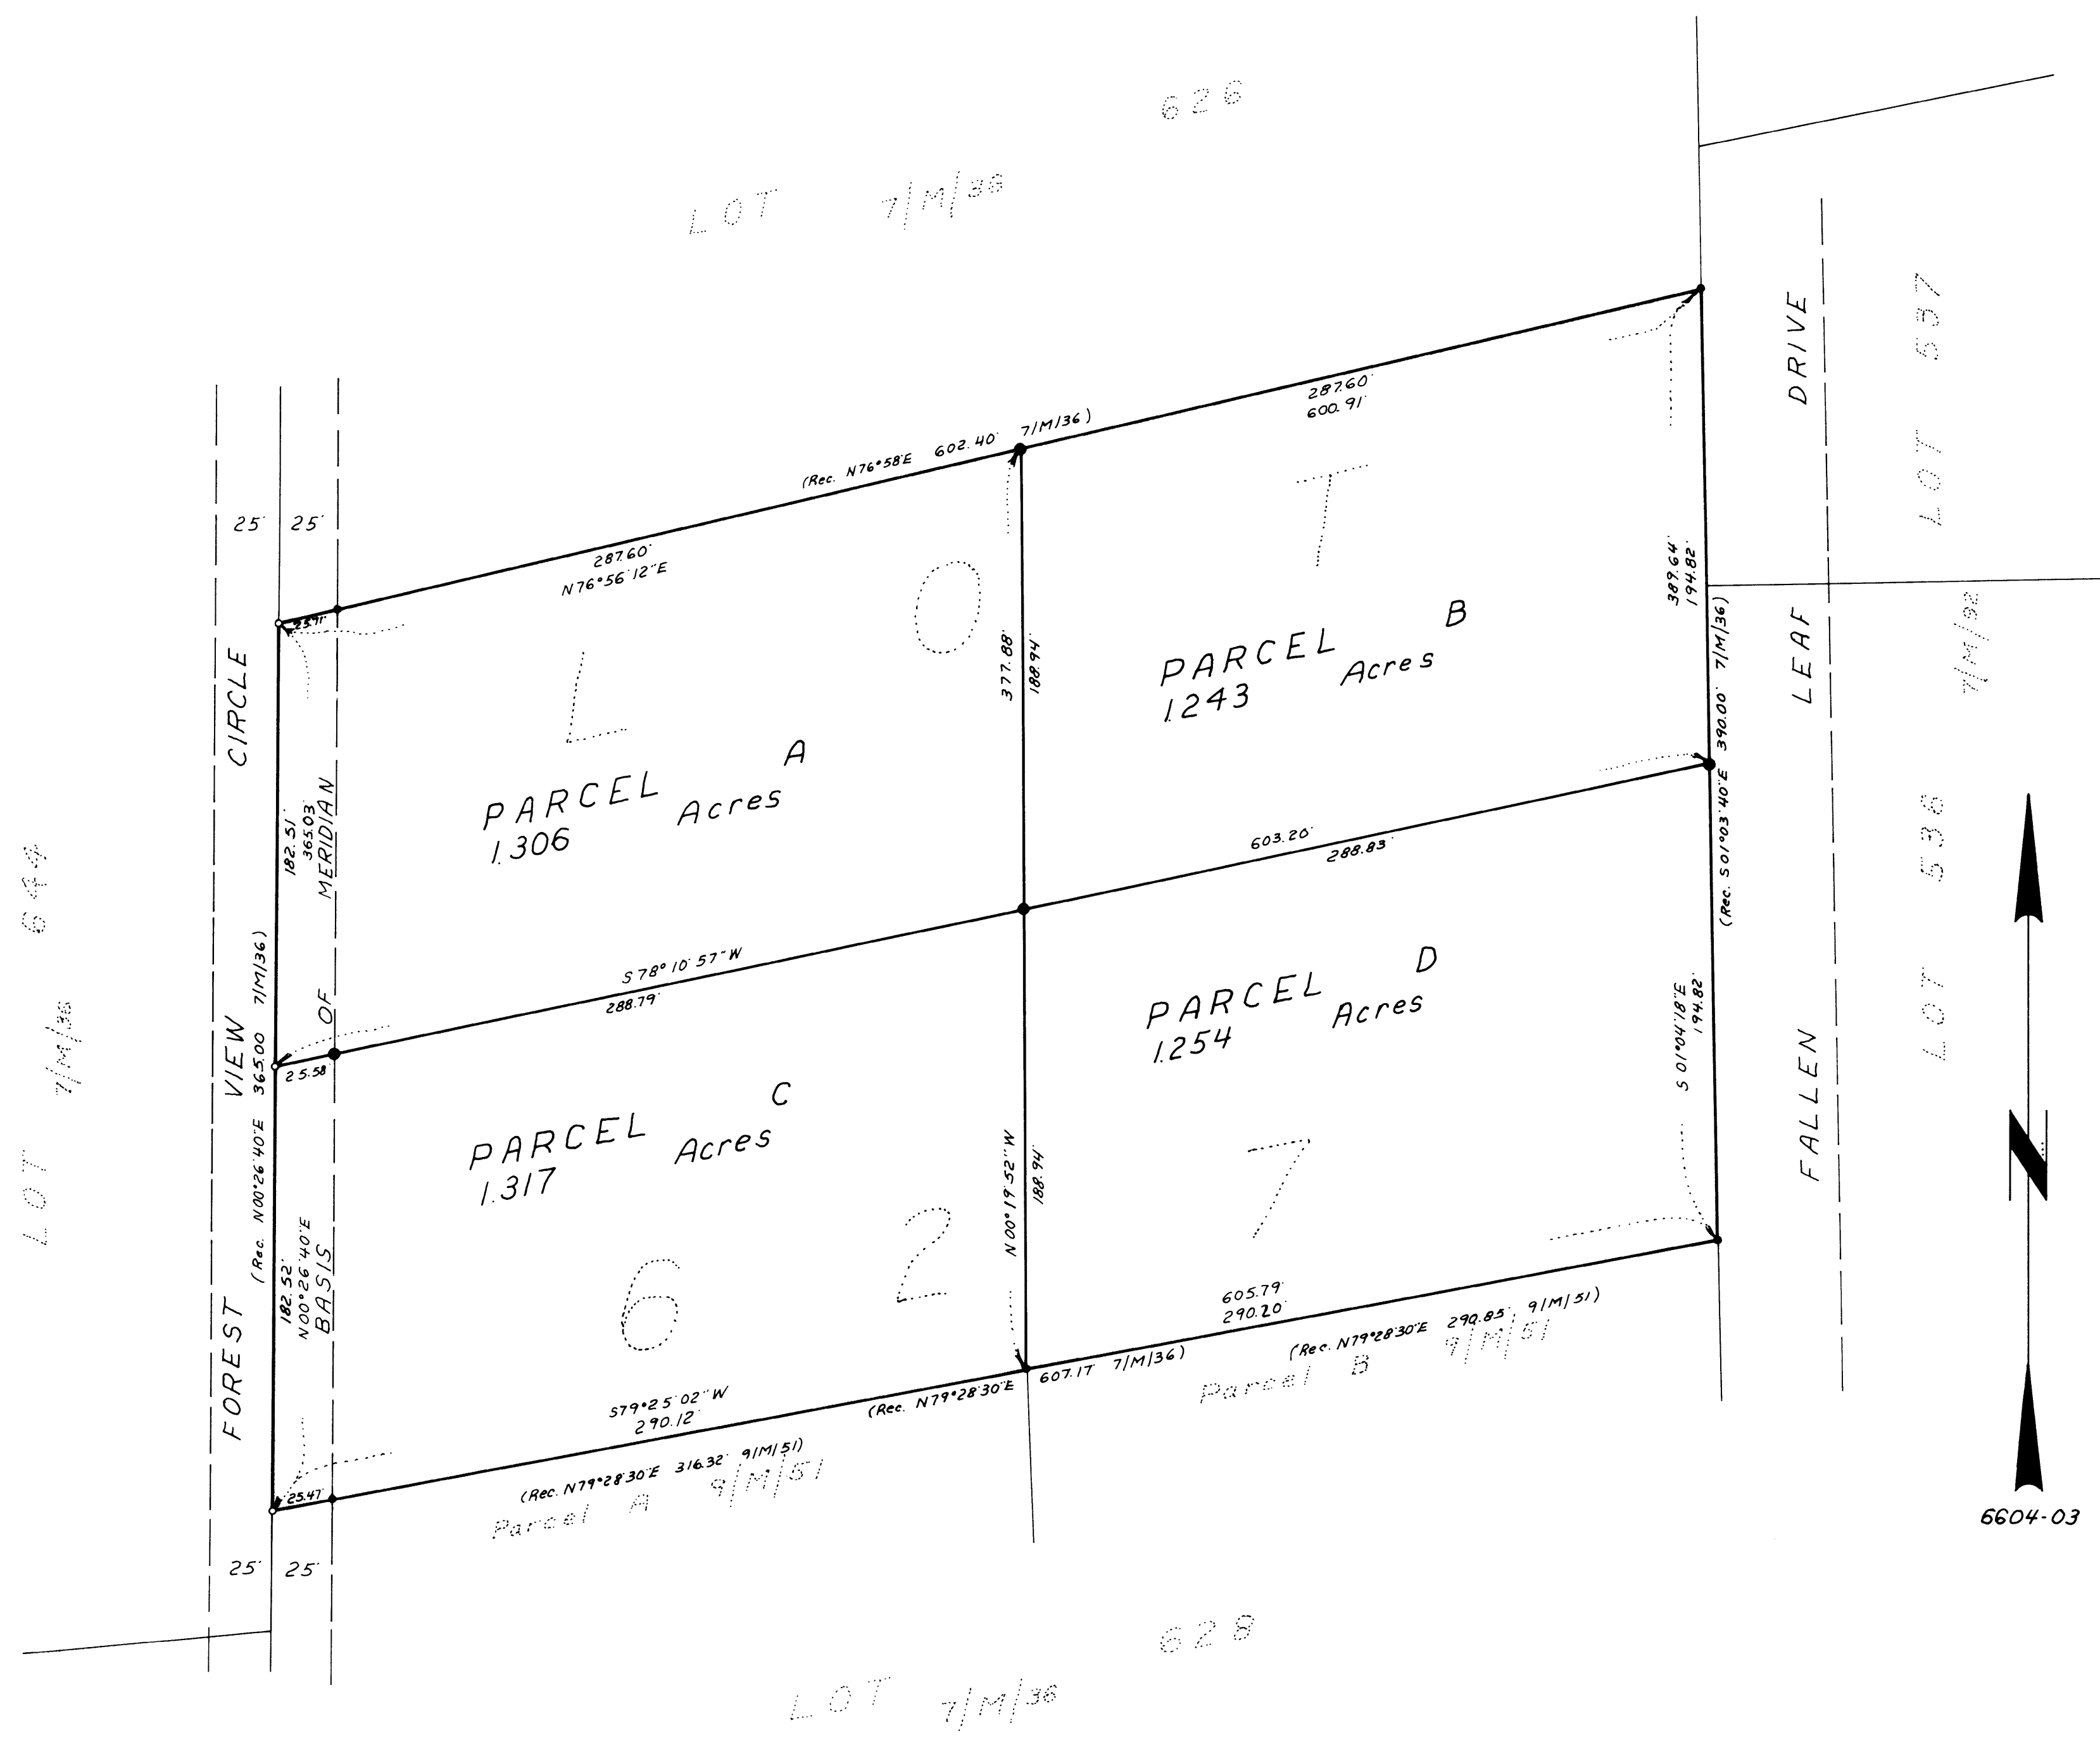 626
LOT 7/M/36
LOT 537
DRIVE
LEAF
FALLEN
LOT 538
7/M/32
(Rec. N76°58'E 602.40' 7/M/36)
287.60'
600.91'
287.60'
N76°56'12"E
25' 25'
25.91'
CIRCLE
VIEW
FOREST
LOT 644
7/M/36
L O T
6 2 7
PARCEL A
1.306 Acres
PARCEL B
1.243 Acres
377.88'
188.94'
389.64'
194.82'
(Rec. S01°03'40"E 390.00' 7/M/36)
182.51'
365.03'
MERIDIAN
OF
BASIS
603.20'
288.83'
S78°10'57"W
288.79'
25.58'
(Rec. N00°26'40"E 365.00 7/M/36)
PARCEL C
1.317 Acres
PARCEL D
1.254 Acres
S01°04'18"E
194.82'
N00°19'52"W
188.94'
182.52'
N00°26'40"E
605.79'
290.20'
(Rec. N79°28'30"E 290.85' 9/M/51)
Parcel B 9/M/51
(Rec. N79°28'30"E 607.17' 7/M/36)
S79°25'02"W
290.12'
(Rec. N79°28'30"E 316.32' 9/M/51)
Parcel A 9/M/51
25.47'
25' 25'
N
6604-03
628
LOT 7/M/36